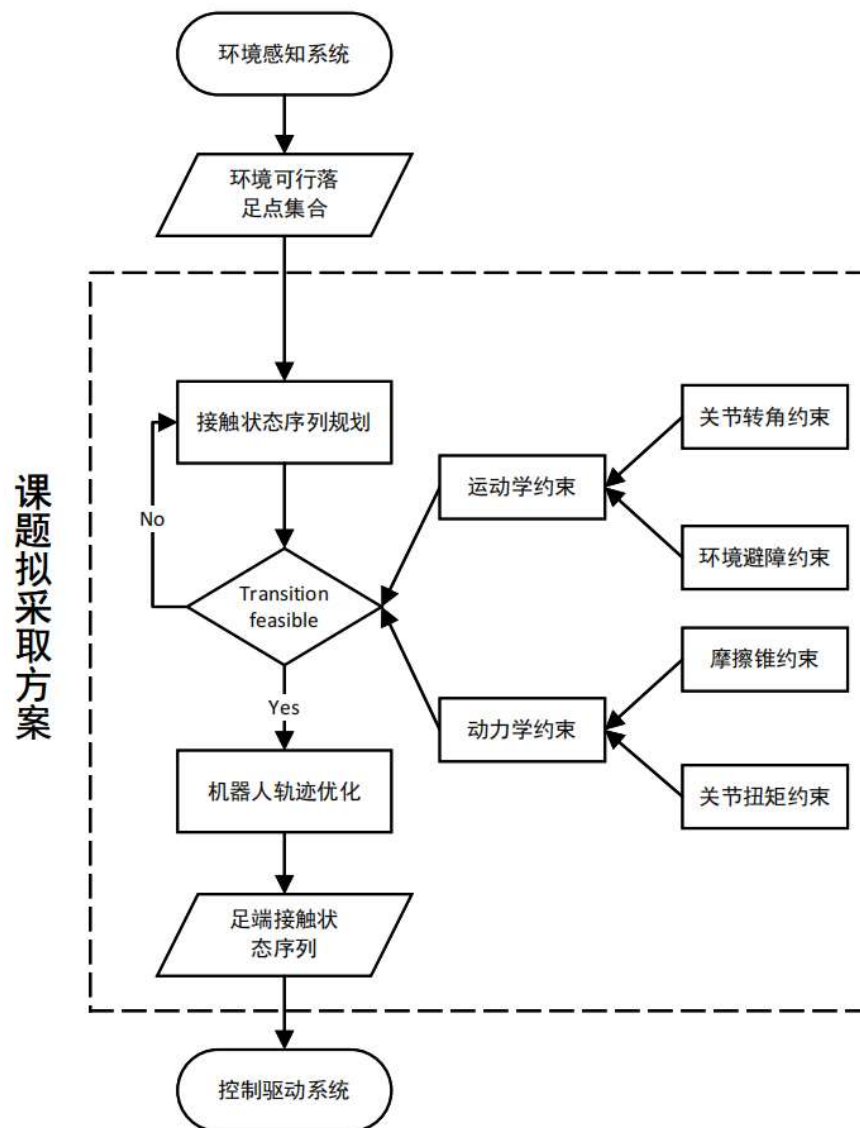 环境感知系统
环境可行落
足点集合
接触状态序列规划
关节转角约束
运动学约束
No
环境避障约束
Transition
feasible
摩擦锥约束
动力学约束
Yes
机器人轨迹优化
关节扭矩约束
足端接触状
态序列
控制驱动系统
课题拟采取方案